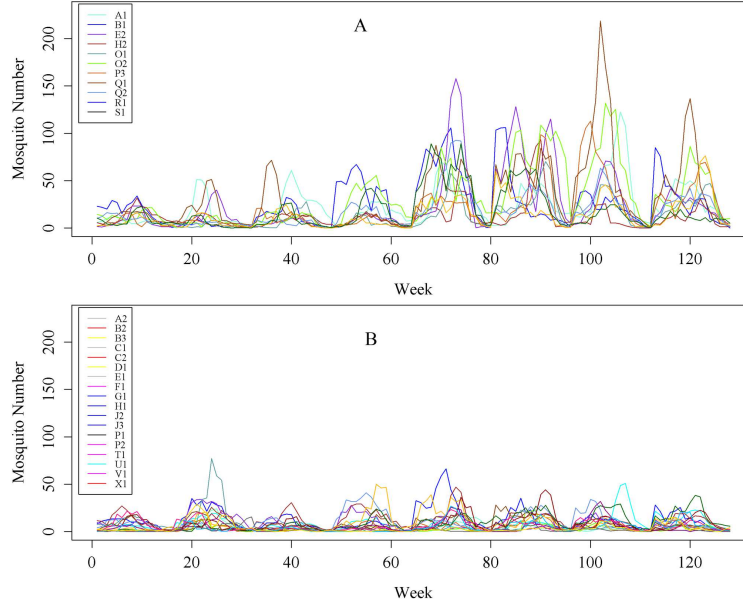 A
Mosquito Number
200
150
100
50
0
A1
B1
E2
H2
O1
O2
P3
Q1
Q2
R1
S1
0 20 40 60 80 100 120
Week
B
Mosquito Number
200
150
100
50
0
A2
B2
B3
C1
C2
D1
E1
F1
G1
H1
J2
J3
P1
P2
T1
U1
V1
X1
0 20 40 60 80 100 120
Week